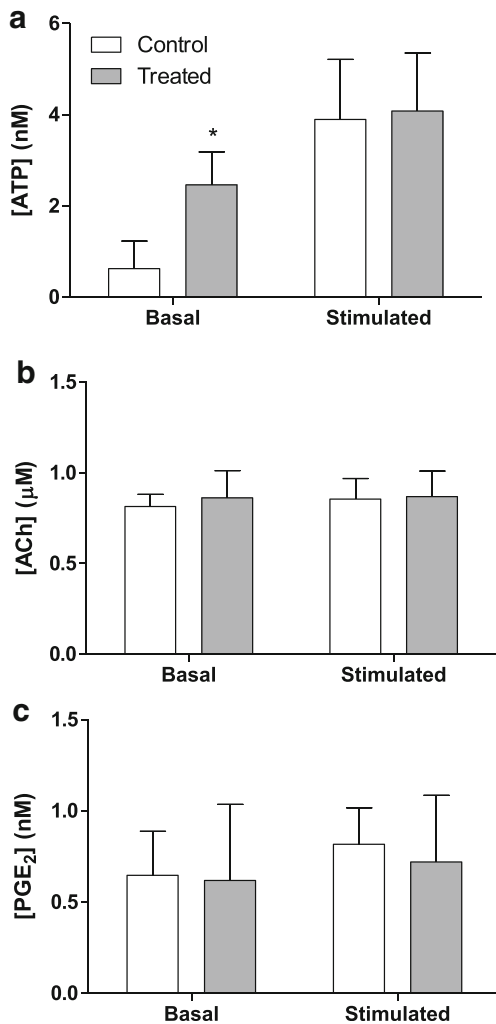 a
[ATP] (nM)
6
4
2
0
Control
Treated
*
Basal Stimulated
b
[ACh] (μM)
1.5
1.0
0.5
0.0
Basal Stimulated
c
[PGE₂] (nM)
1.5
1.0
0.5
0.0
Basal Stimulated